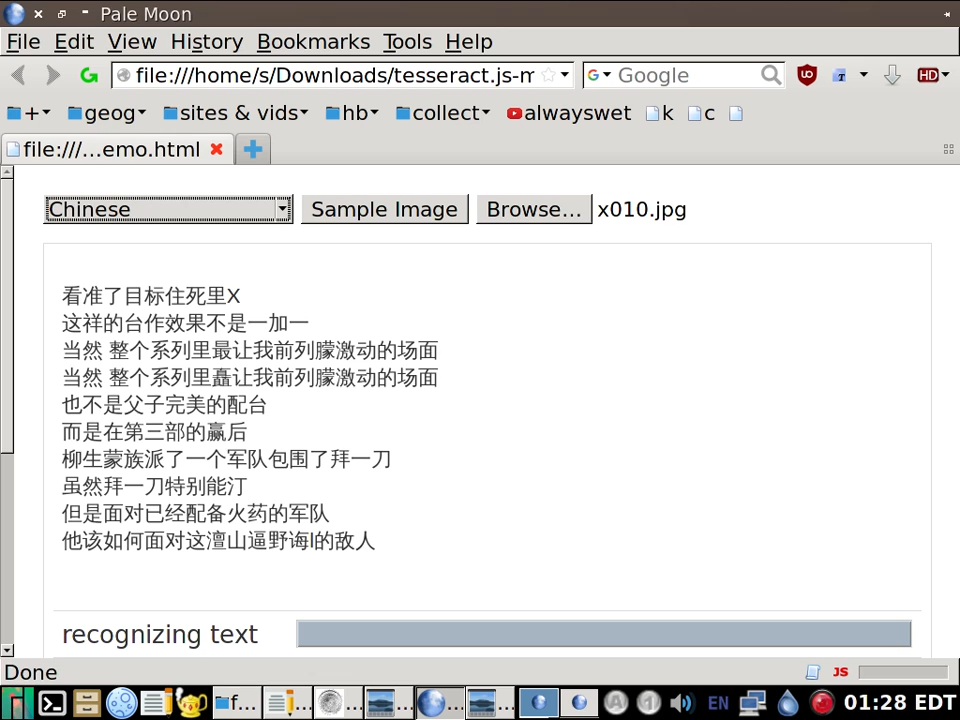 Pale Moon
File Edit View History Bookmarks Tools Help
file:///home/s/Downloads/tesseract.js-m
Google
HD
+ geog sites & vids hb collect alwayswet k c
file:///...emo.html
Chinese Sample Image Browse... x010.jpg
看准了目标住死里X
这祥的台作效果不是一加一
当然 整个系列里最让我前列朦激动的场面
当然 整个系列里矗让我前列朦激动的场面
也不是父子完美的配台
而是在第三部的赢后
柳生蒙族派了一个军队包围了拜一刀
虽然拜一刀特别能汀
但是面对已经配备火药的军队
他该如何面对这澶山逼野诲l的敌人
recognizing text
Done
JS
f... EN 01:28 EDT